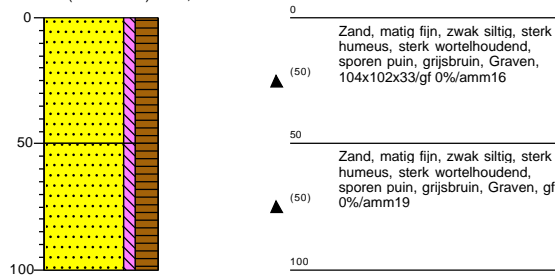 0
50
100
0
Zand, matig fijn, zwak siltig, sterk
humeus, sterk wortelhoudend,
sporen puin, grijsbruin, Graven,
104x102x33/gf 0%/amm16
(50)
50
Zand, matig fijn, zwak siltig, sterk
humeus, sterk wortelhoudend,
sporen puin, grijsbruin, Graven, gf
0%/amm19
(50)
100